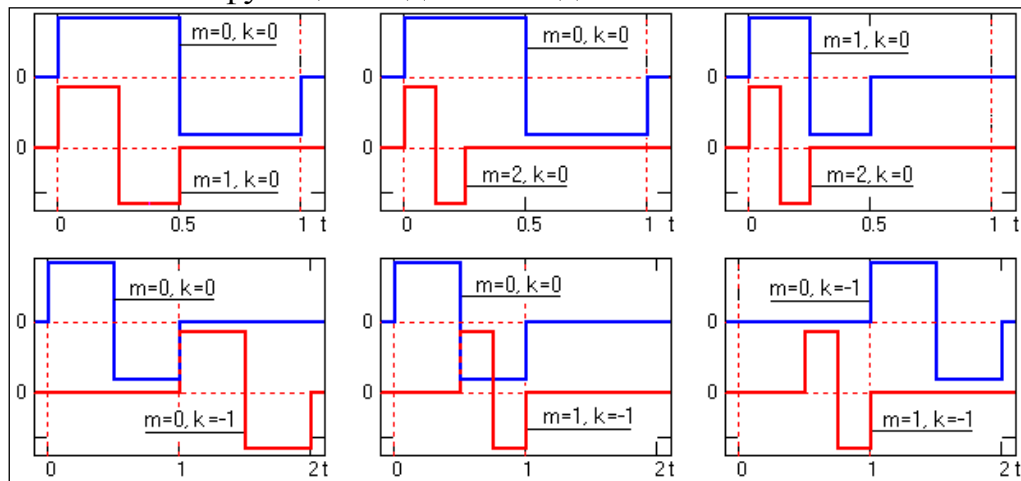 m=0, k=0
0
0
m=1, k=0
0 0.5 1 t
m=0, k=0
0
0
m=2, k=0
0 0.5 1 t
m=1, k=0
0
0
m=2, k=0
0 0.5 1 t
m=0, k=0
0
0
m=0, k=-1
0 1 2 t
m=0, k=0
0
0
m=1, k=-1
0 1 2 t
m=0, k=-1
0
0
m=1, k=-1
0 1 2 t